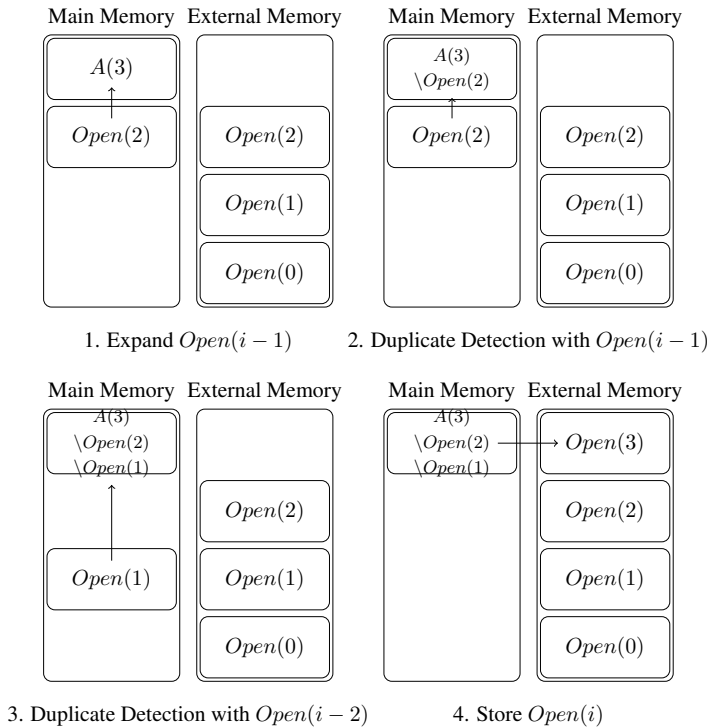 Main Memory External Memory
A(3)
Open(2)
Open(2)
Open(1)
Open(0)
1. Expand Open(i − 1)
Main Memory External Memory
A(3)
\Open(2)
Open(2)
Open(2)
Open(1)
Open(0)
2. Duplicate Detection with Open(i − 1)
Main Memory External Memory
A(3)
\Open(2)
\Open(1)
Open(1)
Open(2)
Open(1)
Open(0)
3. Duplicate Detection with Open(i − 2)
Main Memory External Memory
A(3)
\Open(2)
\Open(1)
Open(3)
Open(2)
Open(1)
Open(0)
4. Store Open(i)